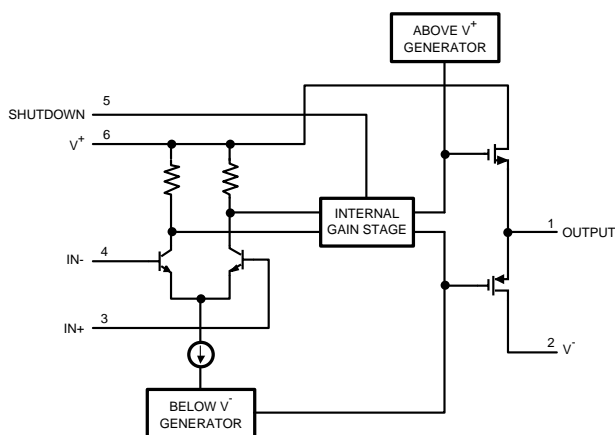 ABOVE V+
GENERATOR
SHUTDOWN 5
V+ 6
INTERNAL
GAIN STAGE
1 OUTPUT
IN- 4
IN+ 3
2 V-
BELOW V-
GENERATOR